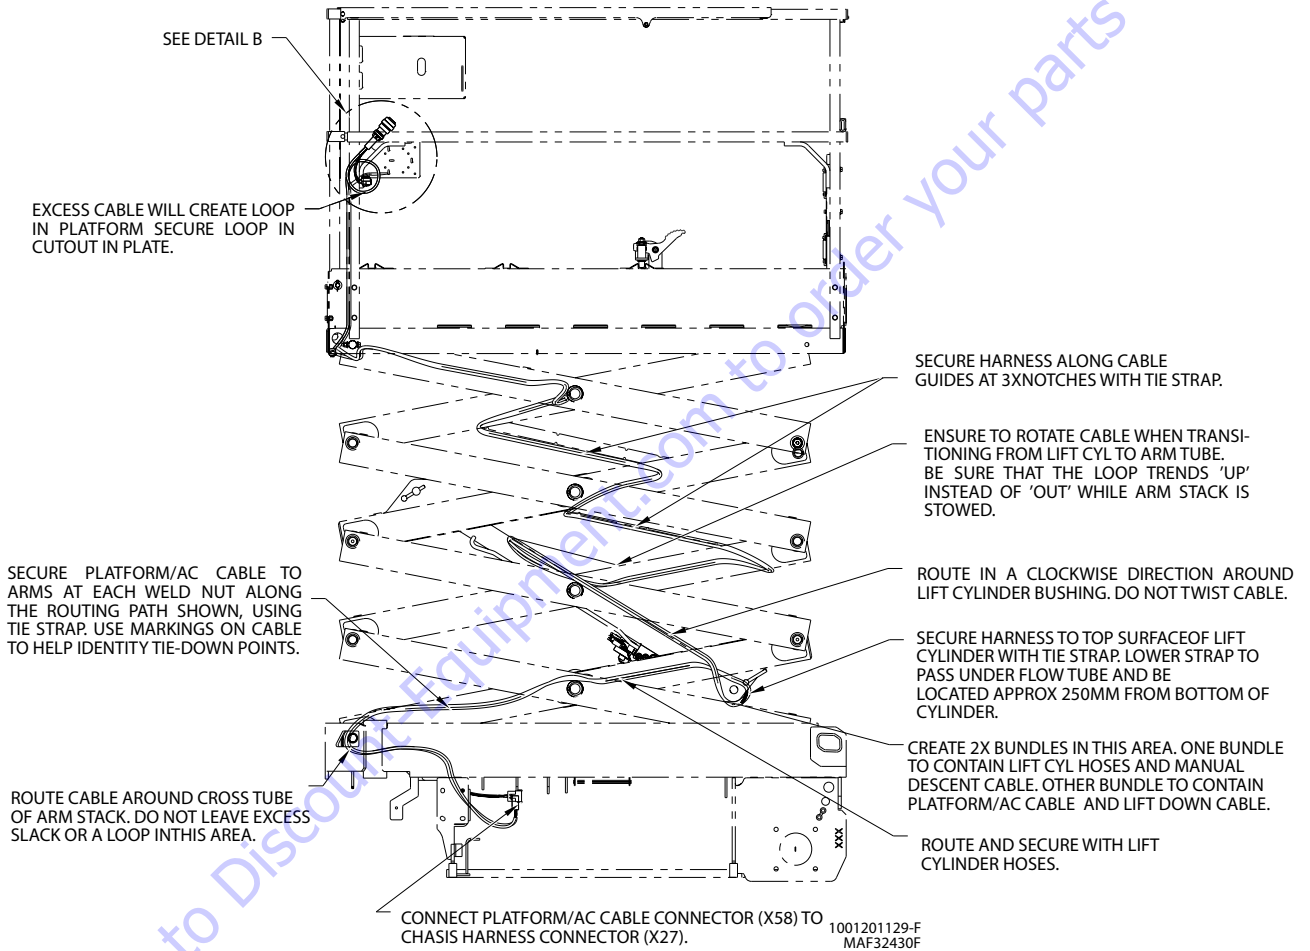 SEE DETAIL B
EXCESS CABLE WILL CREATE LOOP
IN PLATFORM SECURE LOOP IN
CUTOUT IN PLATE.
SECURE HARNESS ALONG CABLE
GUIDES AT 3XNOTCHES WITH TIE STRAP.
ENSURE TO ROTATE CABLE WHEN TRANSI-
TIONING FROM LIFT CYL TO ARM TUBE.
BE SURE THAT THE LOOP TRENDS 'UP'
INSTEAD OF 'OUT' WHILE ARM STACK IS
STOWED.
SECURE PLATFORM/AC CABLE TO
ARMS AT EACH WELD NUT ALONG
THE ROUTING PATH SHOWN, USING
TIE STRAP. USE MARKINGS ON CABLE
TO HELP IDENTITY TIE-DOWN POINTS.
ROUTE IN A CLOCKWISE DIRECTION AROUND
LIFT CYLINDER BUSHING. DO NOT TWIST CABLE.
SECURE HARNESS TO TOP SURFACEOF LIFT
CYLINDER WITH TIE STRAP. LOWER STRAP TO
PASS UNDER FLOW TUBE AND BE
LOCATED APPROX 250MM FROM BOTTOM OF
CYLINDER.
CREATE 2X BUNDLES IN THIS AREA. ONE BUNDLE
TO CONTAIN LIFT CYL HOSES AND MANUAL
DESCENT CABLE. OTHER BUNDLE TO CONTAIN
PLATFORM/AC CABLE AND LIFT DOWN CABLE.
ROUTE CABLE AROUND CROSS TUBE
OF ARM STACK. DO NOT LEAVE EXCESS
SLACK OR A LOOP INTHIS AREA.
XXX
ROUTE AND SECURE WITH LIFT
CYLINDER HOSES.
CONNECT PLATFORM/AC CABLE CONNECTOR (X58) TO
CHASIS HARNESS CONNECTOR (X27).
1001201129-F
MAF32430F
to Discount-Equipment.com to order your parts